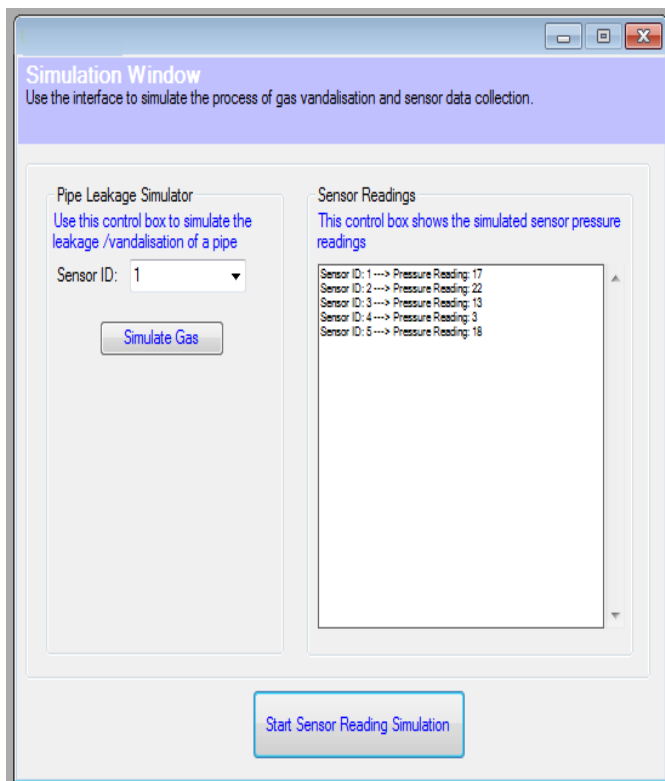 Simulation Window
Use the interface to simulate the process of gas vandalisation and sensor data collection.
Pipe Leakage Simulator
Use this control box to simulate the
leakage /vandalisation of a pipe
Sensor ID: 1
Simulate Gas
Sensor Readings
This control box shows the simulated sensor pressure
readings
Sensor ID: 1 ---> Pressure Reading: 17
Sensor ID: 2 ---> Pressure Reading: 22
Sensor ID: 3 ---> Pressure Reading: 13
Sensor ID: 4 ---> Pressure Reading: 3
Sensor ID: 5 ---> Pressure Reading: 18
Start Sensor Reading Simulation